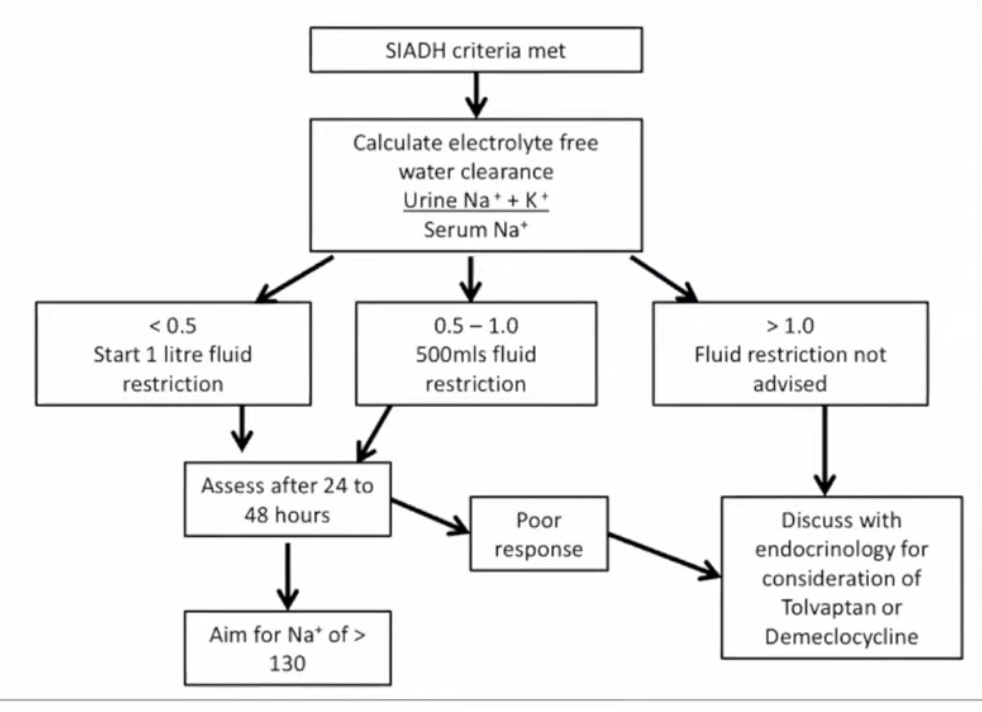 SIADH criteria met
Calculate electrolyte free
water clearance
Urine Na⁺ + K⁺
Serum Na⁺
< 0.5
Start 1 litre fluid
restriction
0.5 – 1.0
500mls fluid
restriction
> 1.0
Fluid restriction not
advised
Assess after 24 to
48 hours
Poor
response
Discuss with
endocrinology for
consideration of
Tolvaptan or
Demeclocycline
Aim for Na⁺ of >
130